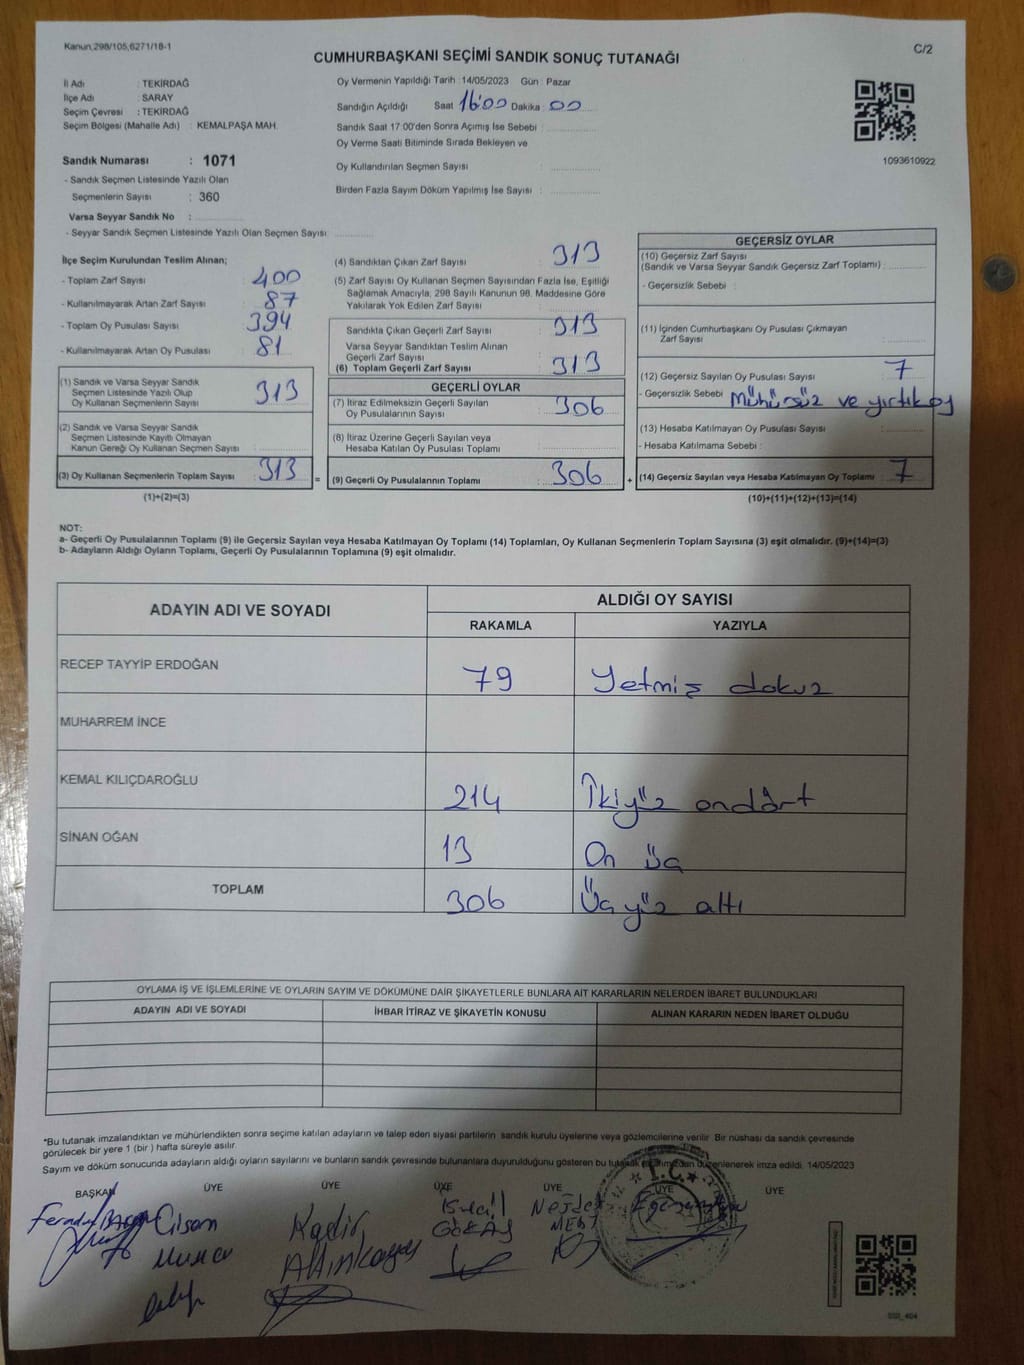 Kanun,298/105,6271/18-1
C/2
CUMHURBAŞKANI SEÇİMİ SANDIK SONUÇ TUTANAĞI
İl Adı : TEKİRDAĞ
İlçe Adı : SARAY
Seçim Çevresi : TEKİRDAĞ
Seçim Bölgesi (Mahalle Adı) : KEMALPAŞA MAH.
Sandık Numarası : 1071
- Sandık Seçmen Listesinde Yazılı Olan
Seçmenlerin Sayısı : 360
Varsa Seyyar Sandık No :
- Seyyar Sandık Seçmen Listesinde Yazılı Olan Seçmen Sayısı:
Oy Vermenin Yapıldığı Tarih : 14/05/2023 Gün : Pazar
Sandığın Açıldığı Saat 16:00 Dakika : 00
Sandık Saat 17:00'den Sonra Açımış İse Sebebi :
Oy Verme Saati Bitiminde Sırada Bekleyen ve
Oy Kullandırılan Seçmen Sayısı :
Birden Fazla Sayım Döküm Yapılmış İse Sayısı :
1093610922
İlçe Seçim Kurulundan Teslim Alınan;
- Toplam Zarf Sayısı : 400
- Kullanılmayarak Artan Zarf Sayısı : 87
- Toplam Oy Pusulası Sayısı : 394
- Kullanılmayarak Artan Oy Pusulası : 81
(1) Sandık ve Varsa Seyyar Sandık
Seçmen Listesinde Yazılı Olup
Oy Kullanan Seçmenlerin Sayısı : 313
(2) Sandık ve Varsa Seyyar Sandık
Seçmen Listesinde Kayıtlı Olmayan
Kanun Gereği Oy Kullanan Seçmen Sayısı :
(3) Oy Kullanan Seçmenlerin Toplam Sayısı : 313 =
(1)+(2)=(3)
(4) Sandıktan Çıkan Zarf Sayısı : 313
(5) Zarf Sayısı Oy Kullanan Seçmen Sayısından Fazla İse, Eşitliği
Sağlamak Amacıyla, 298 Sayılı Kanunun 98. Maddesine Göre
Yakılarak Yok Edilen Zarf Sayısı :
Sandıkta Çıkan Geçerli Zarf Sayısı : 313
Varsa Seyyar Sandıktan Teslim Alınan
Geçerli Zarf Sayısı :
(6) Toplam Geçerli Zarf Sayısı : 313
GEÇERLİ OYLAR
(7) İtiraz Edilmeksizin Geçerli Sayılan
Oy Pusulalarının Sayısı : 306
(8) İtiraz Üzerine Geçerli Sayılan veya
Hesaba Katılan Oy Pusulası Toplamı :
(9) Geçerli Oy Pusulalarının Toplamı : 306 +
GEÇERSİZ OYLAR
(10) Geçersiz Zarf Sayısı
(Sandık ve Varsa Seyyar Sandık Geçersiz Zarf Toplamı) :
- Geçersizlik Sebebi :
(11) İçinden Cumhurbaşkanı Oy Pusulası Çıkmayan
Zarf Sayısı :
(12) Geçersiz Sayılan Oy Pusulası Sayısı : 7
- Geçersizlik Sebebi : Mühürsüz ve yırtık oy
(13) Hesaba Katılmayan Oy Pusulası Sayısı :
- Hesaba Katılmama Sebebi :
(14) Geçersiz Sayılan veya Hesaba Katılmayan Oy Toplamı : 7
(10)+(11)+(12)+(13)=(14)
NOT:
a- Geçerli Oy Pusulalarının Toplamı (9) ile Geçersiz Sayılan veya Hesaba Katılmayan Oy Toplamı (14) Toplamları, Oy Kullanan Seçmenlerin Toplam Sayısına (3) eşit olmalıdır. (9)+(14)=(3)
b- Adayların Aldığı Oyların Toplamı, Geçerli Oy Pusulalarının Toplamına (9) eşit olmalıdır.
ADAYIN ADI VE SOYADI
ALDIĞI OY SAYISI
RAKAMLA YAZIYLA
RECEP TAYYİP ERDOĞAN 79 Yetmiş dokuz
MUHARREM İNCE
KEMAL KILIÇDAROĞLU 214 İkiyüz ondört
SİNAN OĞAN 13 On üç
TOPLAM 306 Üçyüz altı
OYLAMA İŞ VE İŞLEMLERİNE VE OYLARIN SAYIM VE DÖKÜMÜNE DAİR ŞİKAYETLERLE BUNLARA AİT KARARLARIN NELERDEN İBARET BULUNDUKLARI
ADAYIN ADI VE SOYADI İHBAR İTİRAZ VE ŞİKAYETİN KONUSU ALINAN KARARIN NEDEN İBARET OLDUĞU
*Bu tutanak imzalandıktan ve mühürlendikten sonra seçime katılan adayların ve talep eden siyasi partilerin sandık kurulu üyelerine veya gözlemcilerine verilir. Bir nüshası da sandık çevresinde
görülecek bir yere 1 (bir ) hafta süreyle asılır.
Sayım ve döküm sonucunda adayların aldığı oyların sayılarını ve bunların sandık çevresinde bulunanlara duyurulduğunu gösteren bu tutanak düzenlenerek imza edildi. 14/05/2023
BAŞKAN ÜYE ÜYE ÜYE ÜYE ÜYE ÜYE
Kadir
Altınkaya
GÖKTAŞ
Nejdet
MERT
T.C.